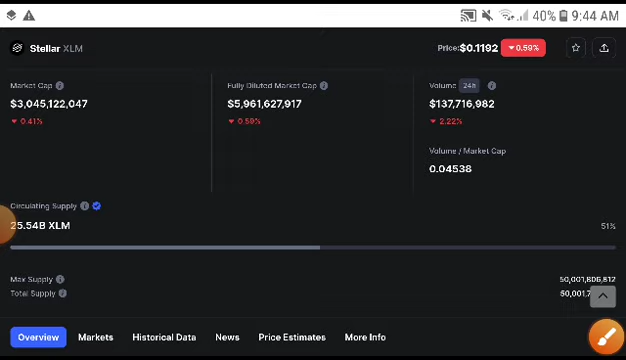 40% 9:44 AM
Stellar XLM Price:$0.1192 0.59%
Market Cap Fully Diluted Market Cap Volume 24h
$3,045,122,047 $5,961,627,917 $137,716,982
0.41% 0.59% 2.22%
Volume / Market Cap
0.04538
Circulating Supply
25.54B XLM 51%
Max Supply 50,001,806,812
Total Supply
Overview Markets Historical Data News Price Estimates More Info